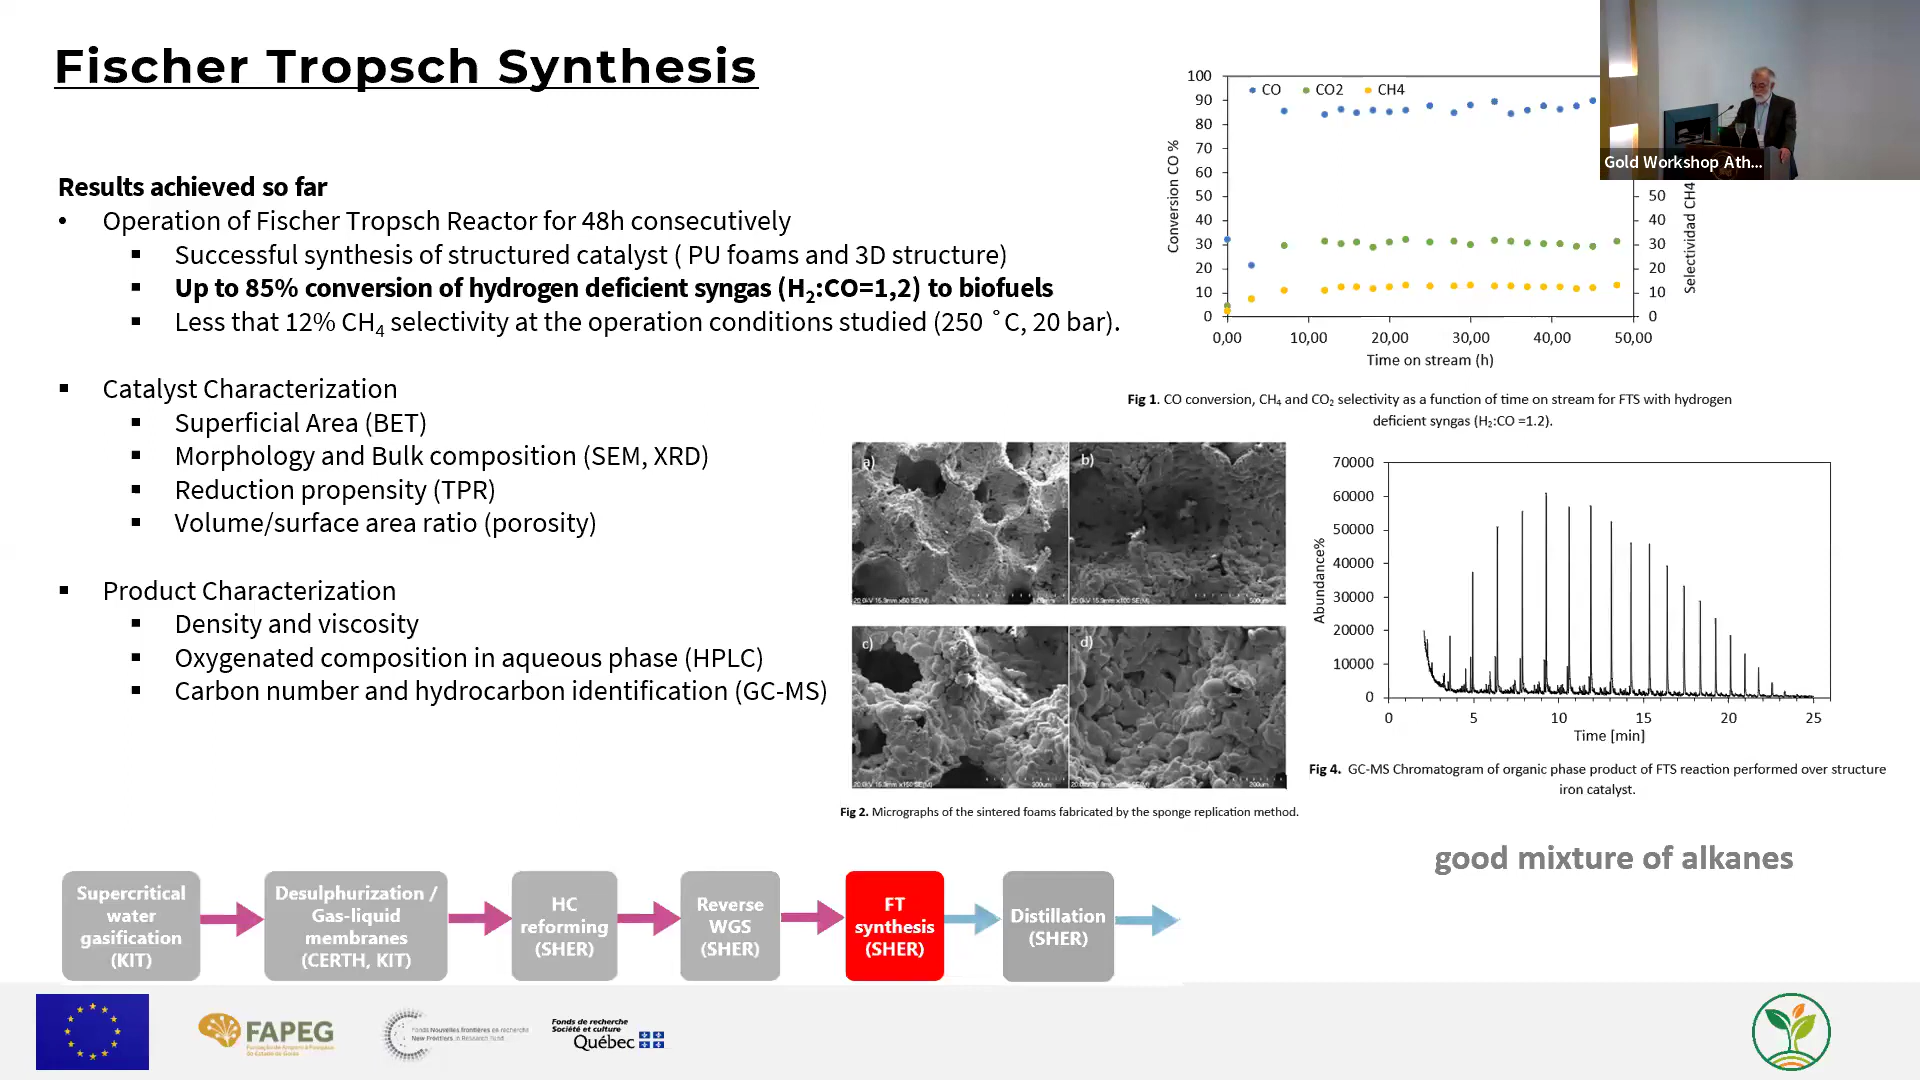 Fischer Tropsch Synthesis
Results achieved so far
• Operation of Fischer Tropsch Reactor for 48h consecutively
▪ Successful synthesis of structured catalyst ( PU foams and 3D structure)
▪ Up to 85% conversion of hydrogen deficient syngas (H2:CO=1,2) to biofuels
▪ Less that 12% CH4 selectivity at the operation conditions studied (250 ˚C, 20 bar).
▪ Catalyst Characterization
▪ Superficial Area (BET)
▪ Morphology and Bulk composition (SEM, XRD)
▪ Reduction propensity (TPR)
▪ Volume/surface area ratio (porosity)
▪ Product Characterization
▪ Density and viscosity
▪ Oxygenated composition in aqueous phase (HPLC)
▪ Carbon number and hydrocarbon identification (GC-MS)
CO CO2 CH4
Conversion CO %
100
90
80
70
60
50
40
30
20
10
0
0,00 10,00 20,00 30,00 40,00 50,00
Time on stream (h)
50
40
30
20
10
0
Selectividad CH4
Gold Workshop Ath...
Fig 1. CO conversion, CH4 and CO2 selectivity as a function of time on stream for FTS with hydrogen
deficient syngas (H2:CO =1.2).
a) b)
c) d)
Fig 2. Micrographs of the sintered foams fabricated by the sponge replication method.
Abundance%
70000
60000
50000
40000
30000
20000
10000
0
0 5 10 15 20 25
Time [min]
Fig 4. GC-MS Chromatogram of organic phase product of FTS reaction performed over structure
iron catalyst.
good mixture of alkanes
Supercritical
water
gasification
(KIT)
Desulphurization /
Gas-liquid
membranes
(CERTH, KIT)
HC
reforming
(SHER)
Reverse
WGS
(SHER)
FT
synthesis
(SHER)
Distillation
(SHER)
FAPEG
Fonds Nouvelles frontières en recherche
New Frontiers in Research Fund
Fonds de recherche
Société et culture
Québec